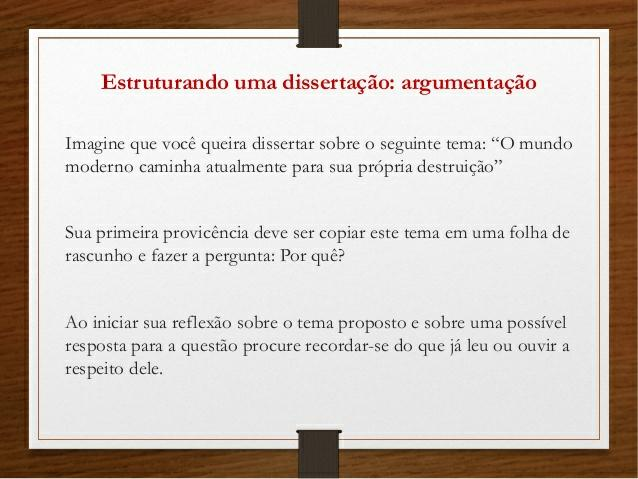 Estruturando uma dissertação: argumentação
Imagine que você queira dissertar sobre o seguinte tema: “O mundo
moderno caminha atualmente para sua própria destruição”
Sua primeira provicência deve ser copiar este tema em uma folha de
rascunho e fazer a pergunta: Por quê?
Ao iniciar sua reflexão sobre o tema proposto e sobre uma possível
resposta para a questão procure recordar-se do que já leu ou ouvir a
respeito dele.